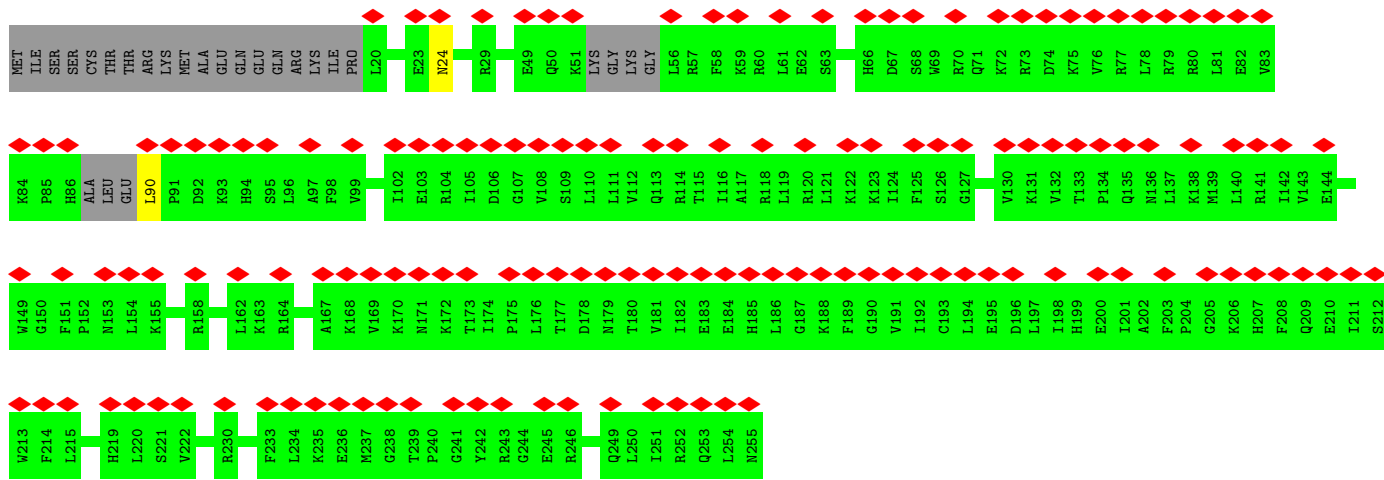 MET ILE SER SER CYS THR THR ARG LYS MET ALA GLU GLN GLU GLN ARG LYS ILE PRO L20 E23 N24 R29 E49 Q50 K51 LYS GLY LYS GLY L56 R57 F58 K59 R60 L61 E62 S63 H66 D67 S68 W69 R70 Q71 K72 R73 D74 K75 V76 R77 L78 R79 R80 L81 E82 V83
K84 P85 H86 ALA LEU GLU L90 P91 D92 K93 H94 S95 L96 A97 F98 V99 I102 E103 R104 I105 D106 G107 V108 S109 L110 L111 V112 Q113 R114 T115 I116 A117 R118 L119 R120 L121 K122 K123 I124 F125 S126 G127 V130 K131 V132 T133 P134 Q135 N136 L137 K138 M139 L140 R141 I142 V143 E144
W149 G150 F151 P152 N153 L154 K155 R158 L162 K163 R164 A167 K168 V169 K170 N171 K172 T173 I174 P175 L176 T177 D178 N179 T180 V181 I182 E183 E184 H185 L186 G187 K188 F189 G190 V191 I192 C193 L194 E195 D196 L197 I198 H199 E200 I201 A202 F203 P204 G205 K206 H207 F208 Q209 E210 I211 S212
W213 F214 L215 H219 L220 S221 V222 R230 F233 L234 K235 E236 M237 G238 T239 P240 G241 Y242 R243 G244 E245 R246 Q249 L250 I251 R252 Q253 L254 N255